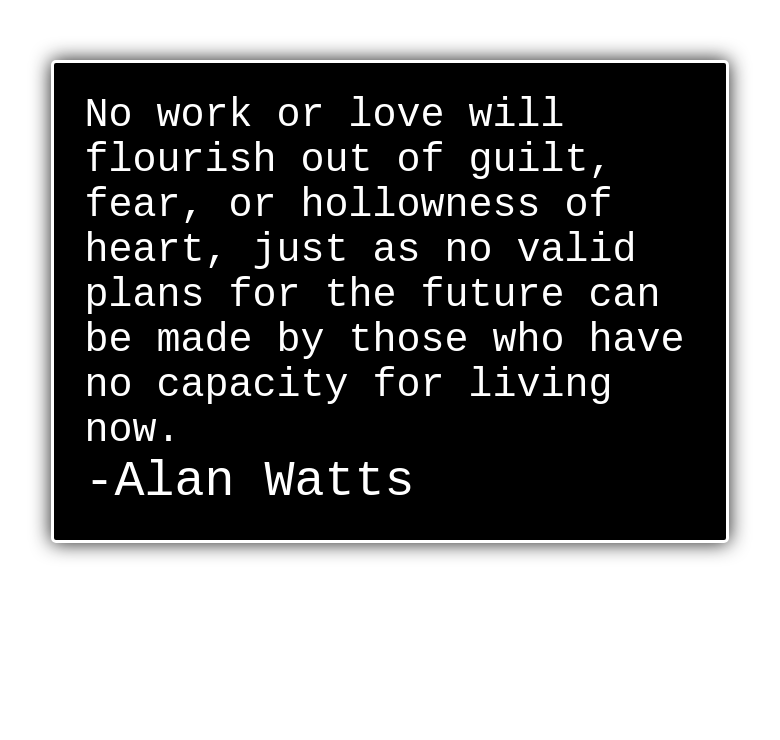 No work or love will
flourish out of guilt,
fear, or hollowness of
heart, just as no valid
plans for the future can
be made by those who have
no capacity for living
now.
-Alan Watts